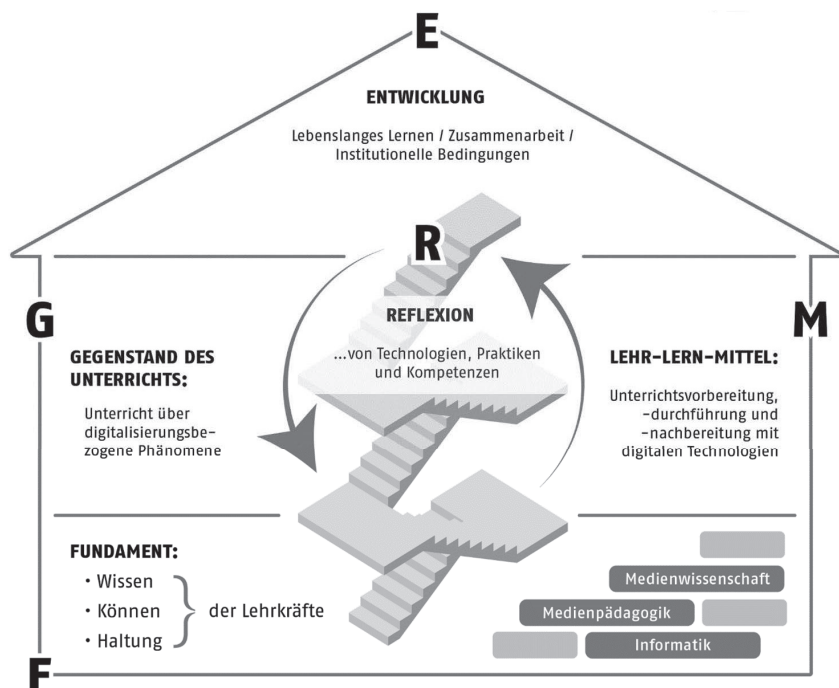 E
ENTWICKLUNG
Lebenslanges Lernen / Zusammenarbeit /
Institutionelle Bedingungen
R
REFLEXION
...von Technologien, Praktiken
und Kompetenzen
G
GEGENSTAND DES
UNTERRICHTS:
Unterricht über
digitalisierungsbe-
zogene Phänomene
M
LEHR-LERN-MITTEL:
Unterrichtsvorbereitung,
-durchführung und
-nachbereitung mit
digitalen Technologien
FUNDAMENT:
• Wissen
• Können
• Haltung
der Lehrkräfte
Medienwissenschaft
Medienpädagogik
Informatik
F